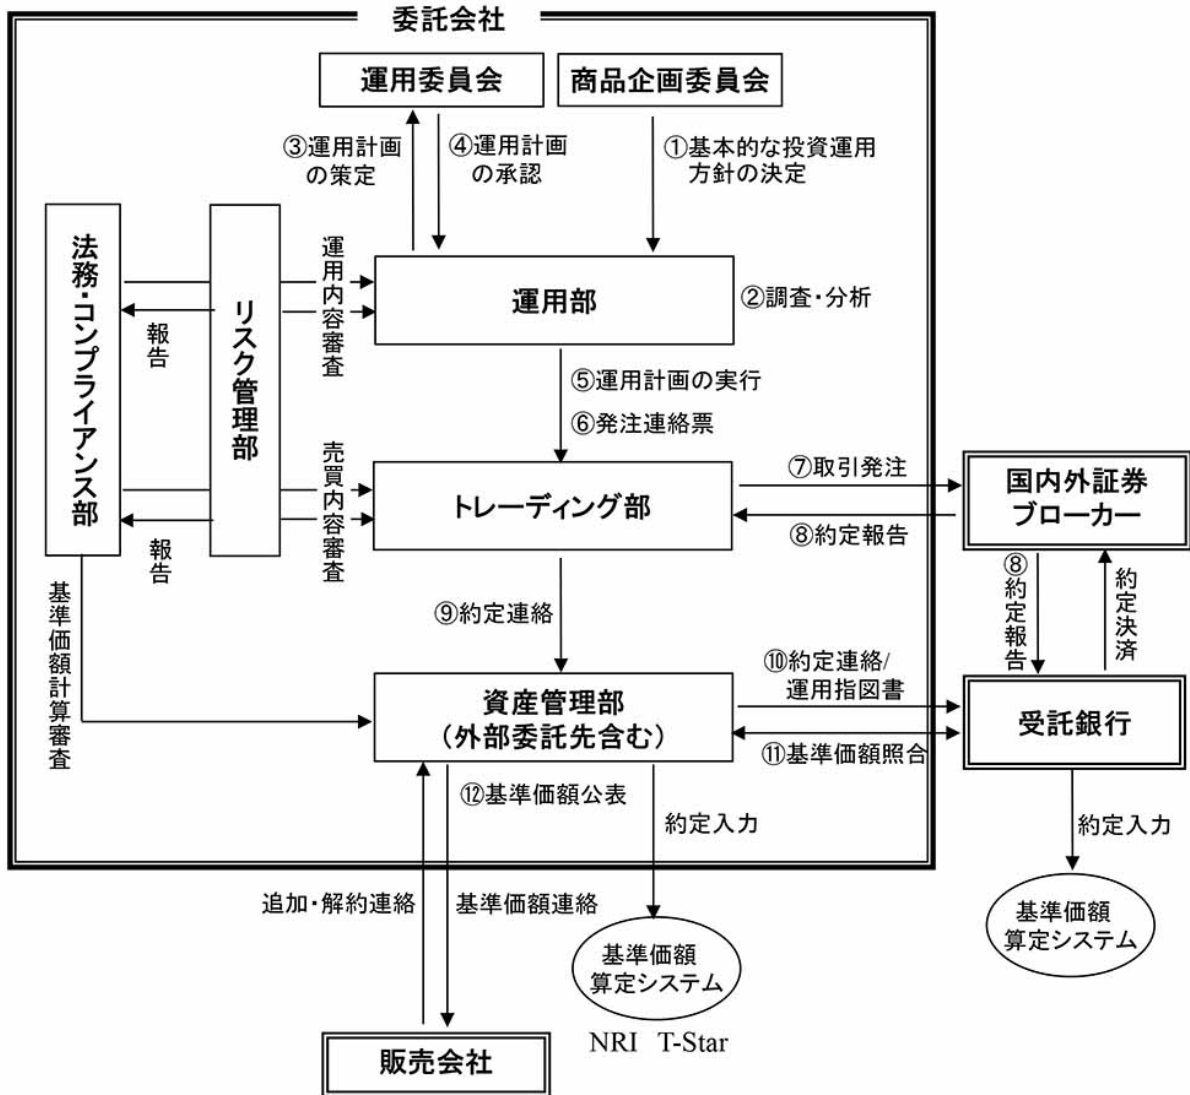 委託会社
運用委員会
商品企画委員会
③運用計画
の策定
④運用計画
の承認
①基本的な投資運用
方針の決定
法務・コンプライアンス部
リスク管理部
運用内容審査
報告
運用部
②調査・分析
⑤運用計画の実行
⑥発注連絡票
売買内容審査
報告
トレーディング部
⑦取引発注
⑧約定報告
国内外証券
ブローカー
⑧約定報告
約定決済
⑨約定連絡
基準価額計算審査
資産管理部
（外部委託先含む）
⑩約定連絡/
運用指図書
⑪基準価額照合
受託銀行
⑫基準価額公表
約定入力
約定入力
追加・解約連絡
基準価額連絡
基準価額
算定システム
基準価額
算定システム
NRI T-Star
販売会社